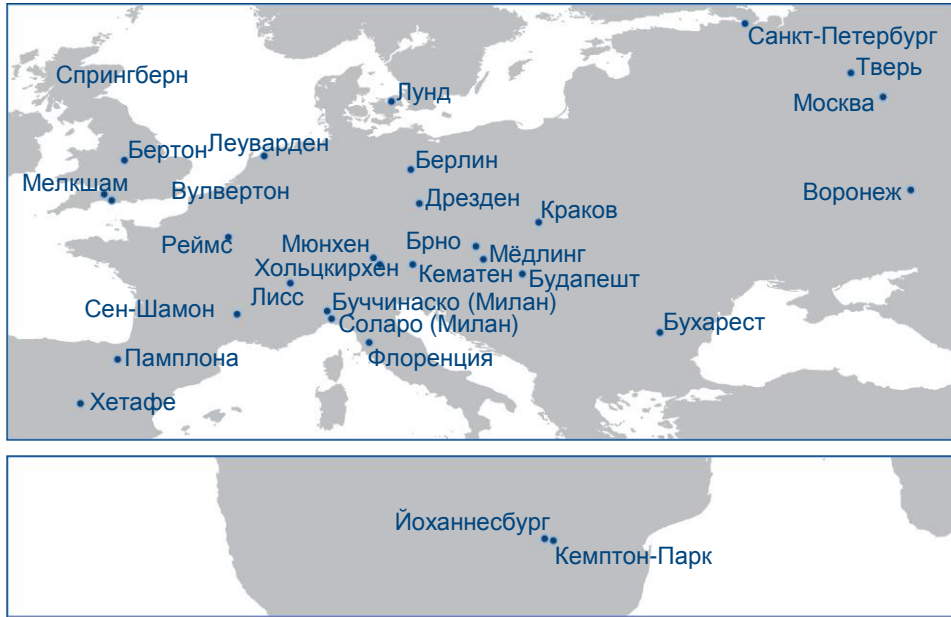 Санкт-Петербург
Спрингберн
Тверь
Лунд
Москва
Бертон
Леуварден
Берлин
Мелкшам
Вулвертон
Воронеж
Дрезден
Краков
Реймс
Мюнхен
Брно
Мёдлинг
Хольцкирхен
Кематен
Будапешт
Лисс
Буччинаско (Милан)
Сен-Шамон
Соларо (Милан)
Бухарест
Памплона
Флоренция
Хетафе
Йоханнесбург
Кемптон-Парк